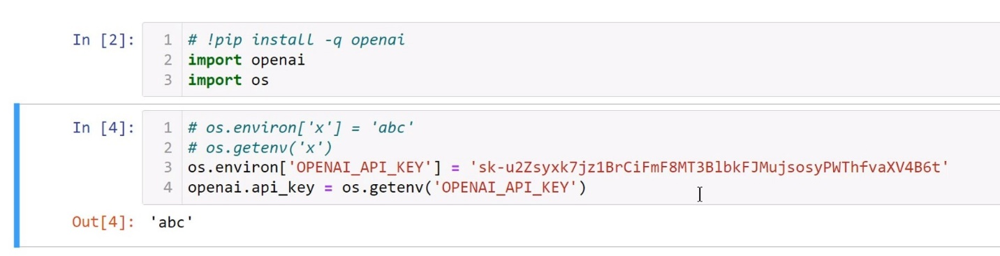 In [2]:
1 # !pip install -q openai
2 import openai
3 import os
In [4]:
1 # os.environ['x'] = 'abc'
2 # os.getenv('x')
3 os.environ['OPENAI_API_KEY'] = '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'
4 openai.api_key = os.getenv('OPENAI_API_KEY')
Out[4]: 'abc'